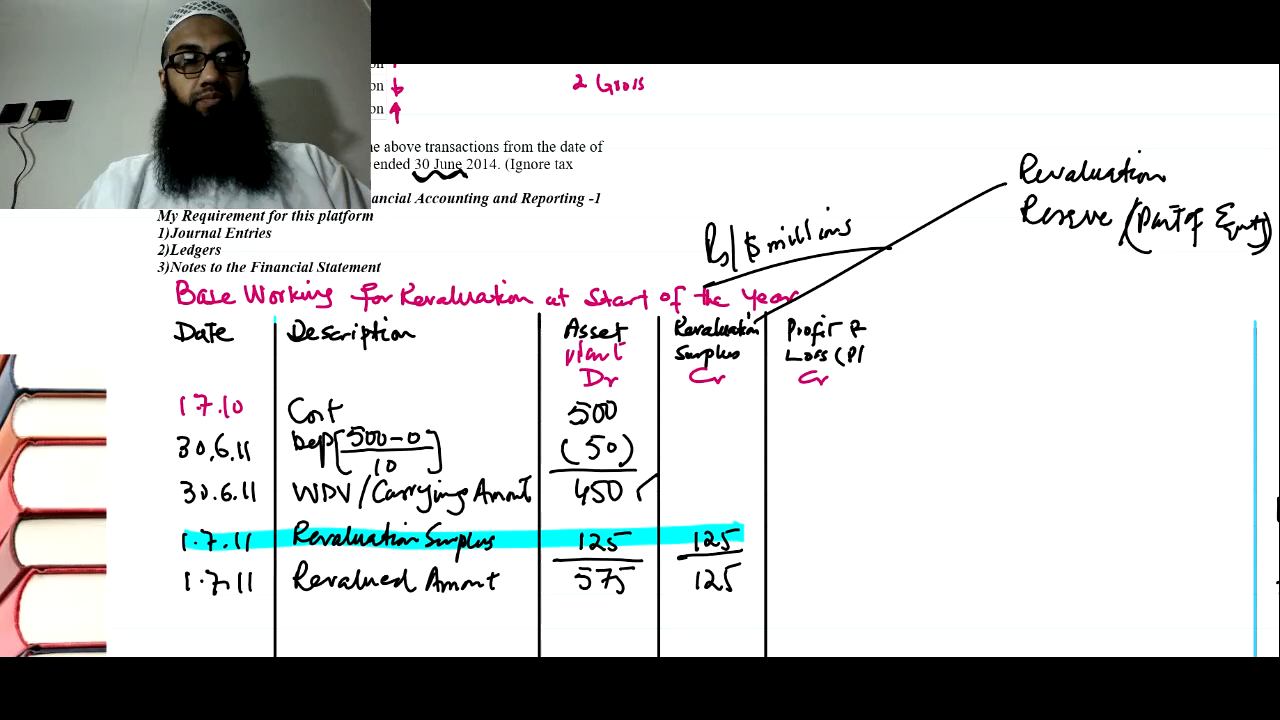 on
on
on
2 Gross
e above transactions from the date of
ended 30 June 2014. (Ignore tax
ancial Accounting and Reporting -1
My Requirement for this platform
1)Journal Entries
2)Ledgers
3)Notes to the Financial Statement
Revaluation
Reserve (Part of Equity)
Rs/$ millions
Base Working for Revaluation at Start of the Year
Date Description Asset Plant Dr Revaluation Surplus Cr Profit & Loss (Pl Cr
1.7.10 Cost 500
30.6.11 Dep[500-0/10] (50)
30.6.11 WDV/Carrying Amount 450
1.7.11 Revaluation Surplus 125 125
1.7.11 Revalued Amount 575 125